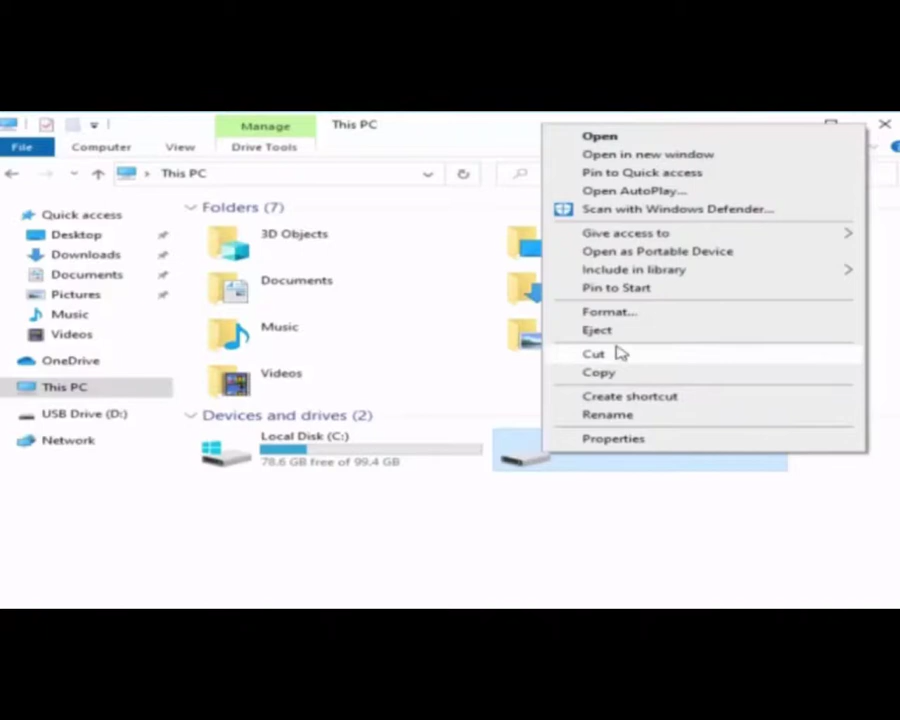 Manage
This PC
File
Computer
View
Drive Tools
This PC
Quick access
Desktop
Downloads
Documents
Pictures
Music
Videos
OneDrive
This PC
USB Drive (D:)
Network
Folders (7)
3D Objects
Documents
Music
Videos
Devices and drives (2)
Local Disk (C:)
78.6 GB free of 99.4 GB
Open
Open in new window
Pin to Quick access
Open AutoPlay...
Scan with Windows Defender...
Give access to
Open as Portable Device
Include in library
Pin to Start
Format...
Eject
Cut
Copy
Create shortcut
Rename
Properties